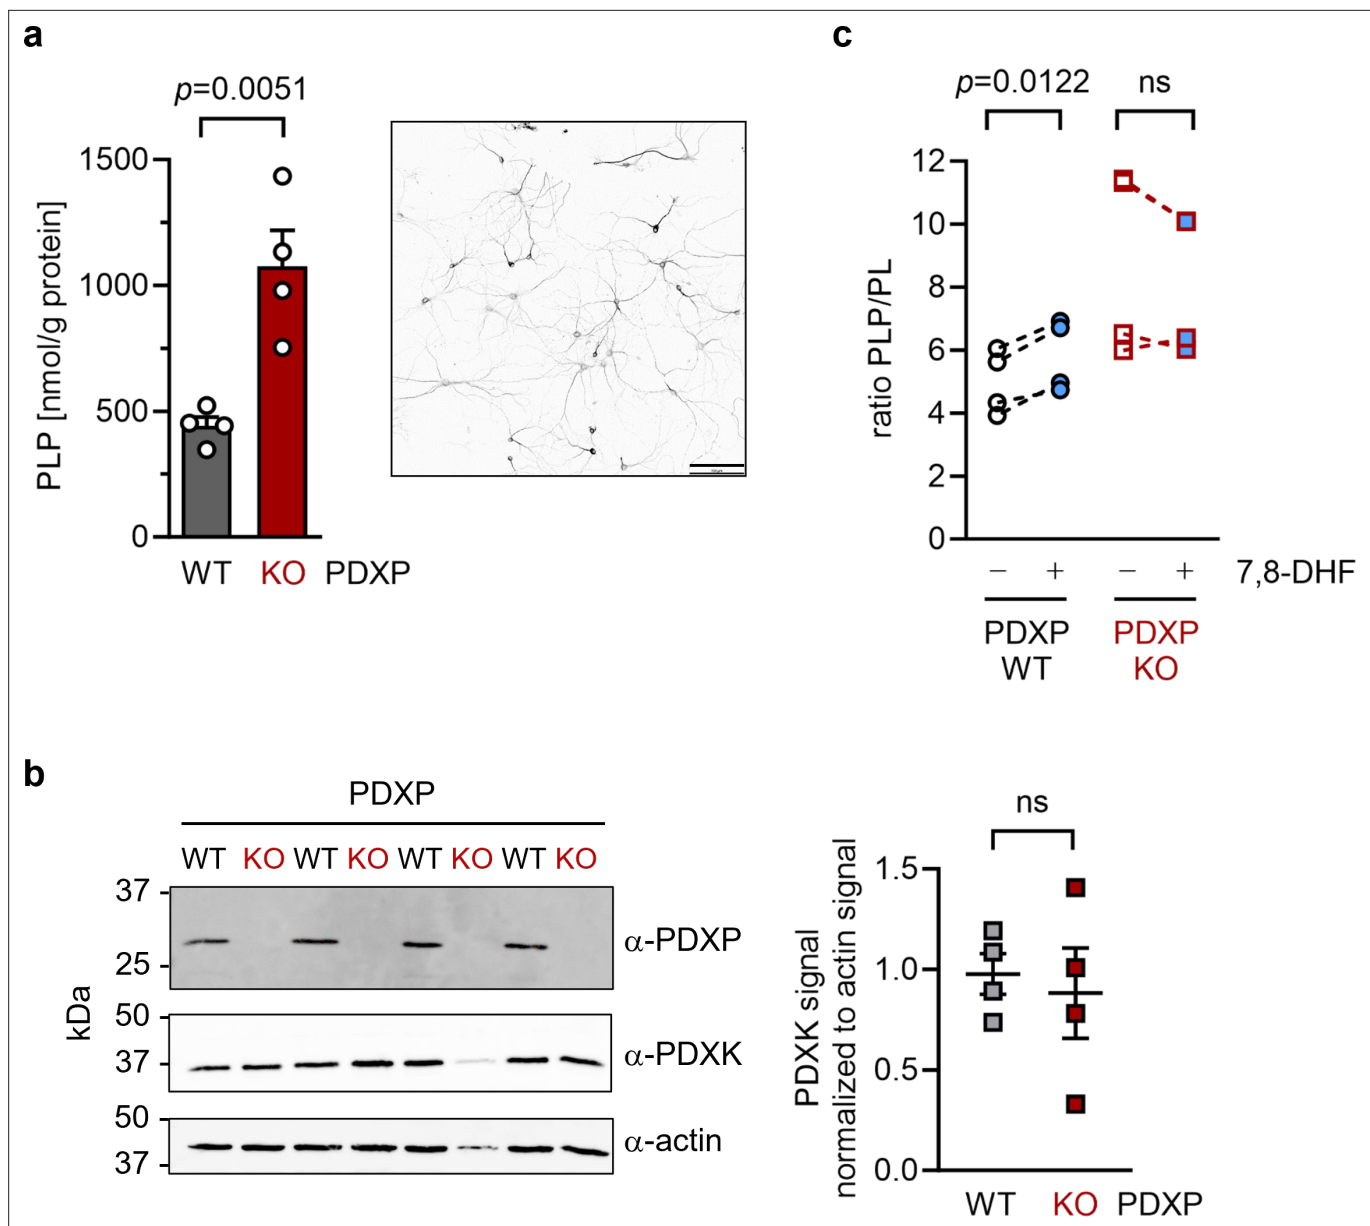 a
p=0.0051
1500
1000
500
0
PLP [nmol/g protein]
WT KO PDXP
c
p=0.0122 ns
12
10
8
6
4
2
0
ratio PLP/PL
− + − + 7,8-DHF
PDXP PDXP
WT KO
b
PDXP
WT KO WT KO WT KO WT KO
37
25
α-PDXP
kDa
50
37
α-PDXK
50
37
α-actin
ns
1.5
1.0
0.5
0.0
PDXK signal
normalized to actin signal
WT KO PDXP